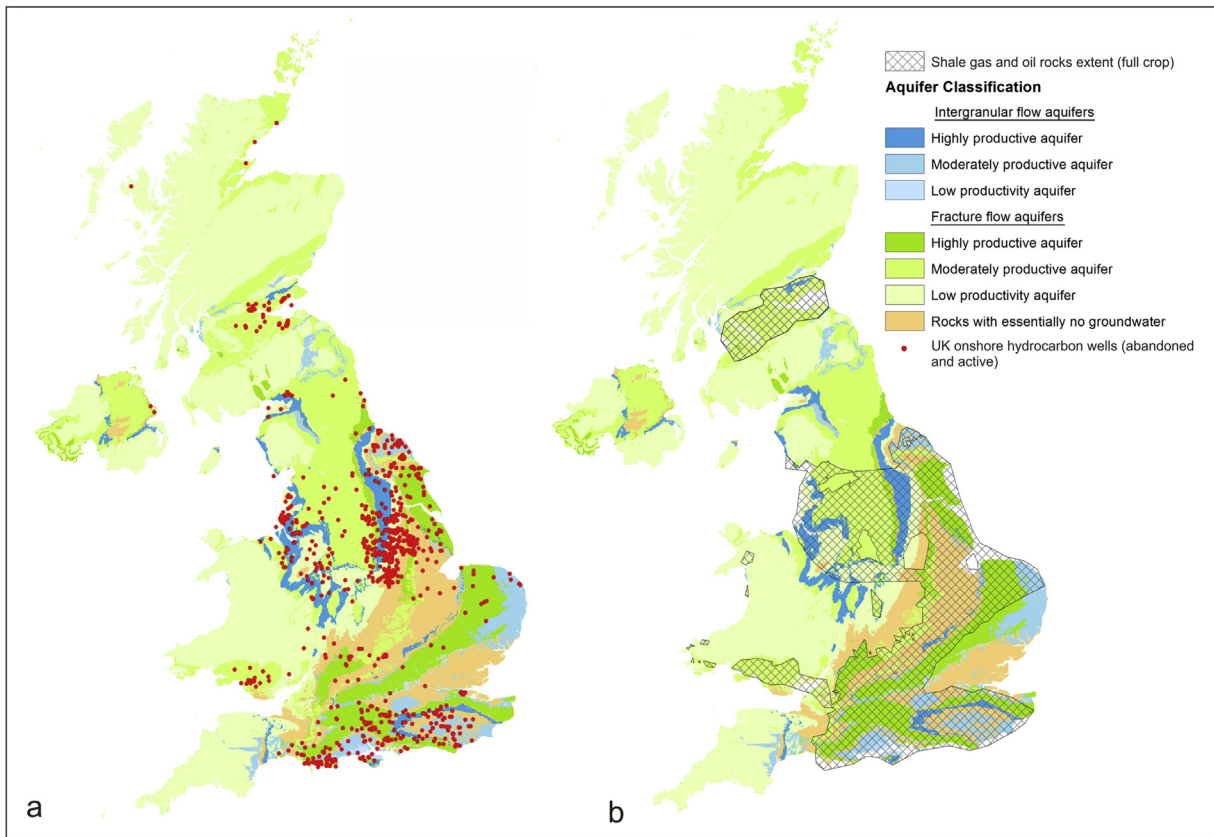 Shale gas and oil rocks extent (full crop)
Aquifer Classification
Intergranular flow aquifers
Highly productive aquifer
Moderately productive aquifer
Low productivity aquifer
Fracture flow aquifers
Highly productive aquifer
Moderately productive aquifer
Low productivity aquifer
Rocks with essentially no groundwater
UK onshore hydrocarbon wells (abandoned
and active)
a
b